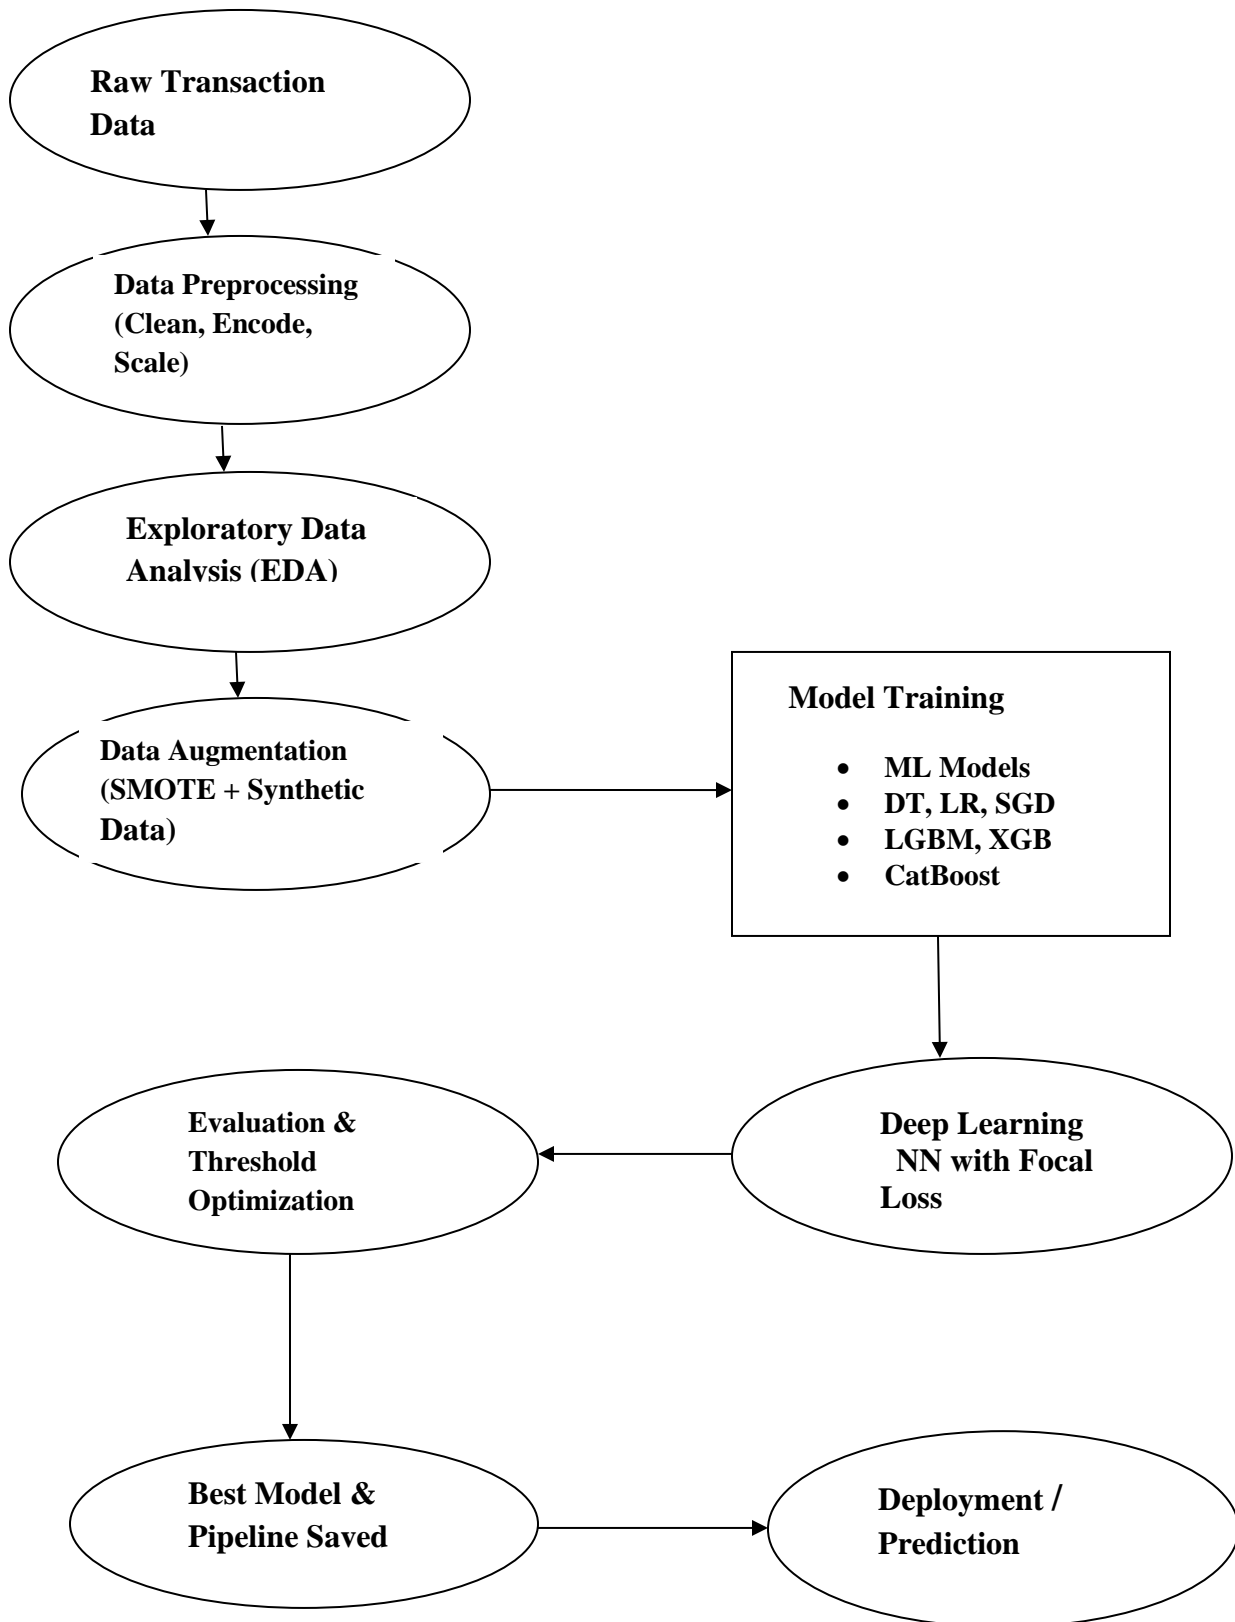 Raw Transaction
Data
Data Preprocessing
(Clean, Encode,
Scale)
Exploratory Data
Analysis (EDA)
Data Augmentation
(SMOTE + Synthetic
Data)
Model Training
• ML Models
• DT, LR, SGD
• LGBM, XGB
• CatBoost
Deep Learning
NN with Focal
Loss
Evaluation &
Threshold
Optimization
Best Model &
Pipeline Saved
Deployment /
Prediction